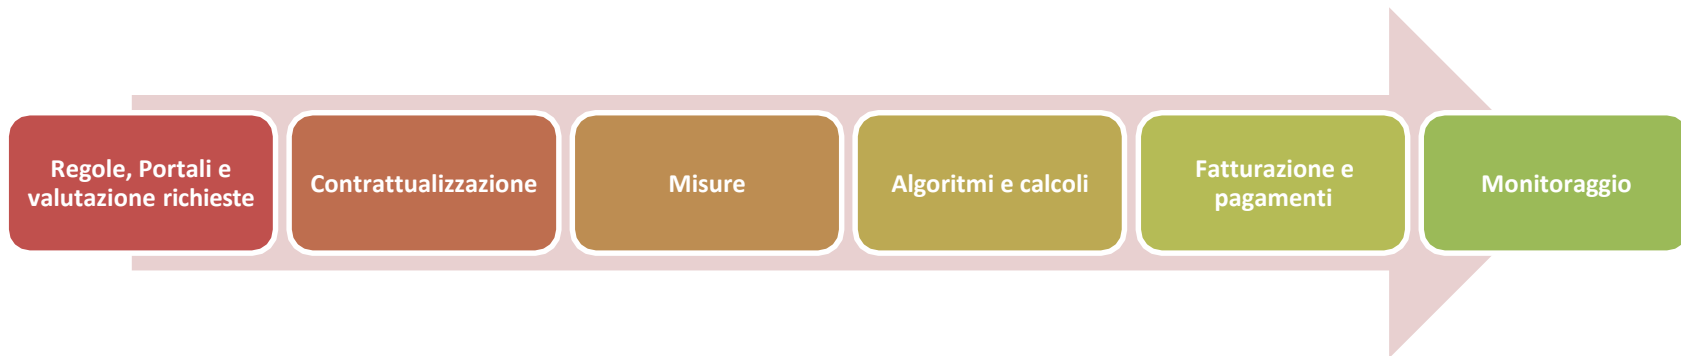 Regole, Portali e
valutazione richieste
Contrattualizzazione
Misure
Algoritmi e calcoli
Fatturazione e
pagamenti
Monitoraggio